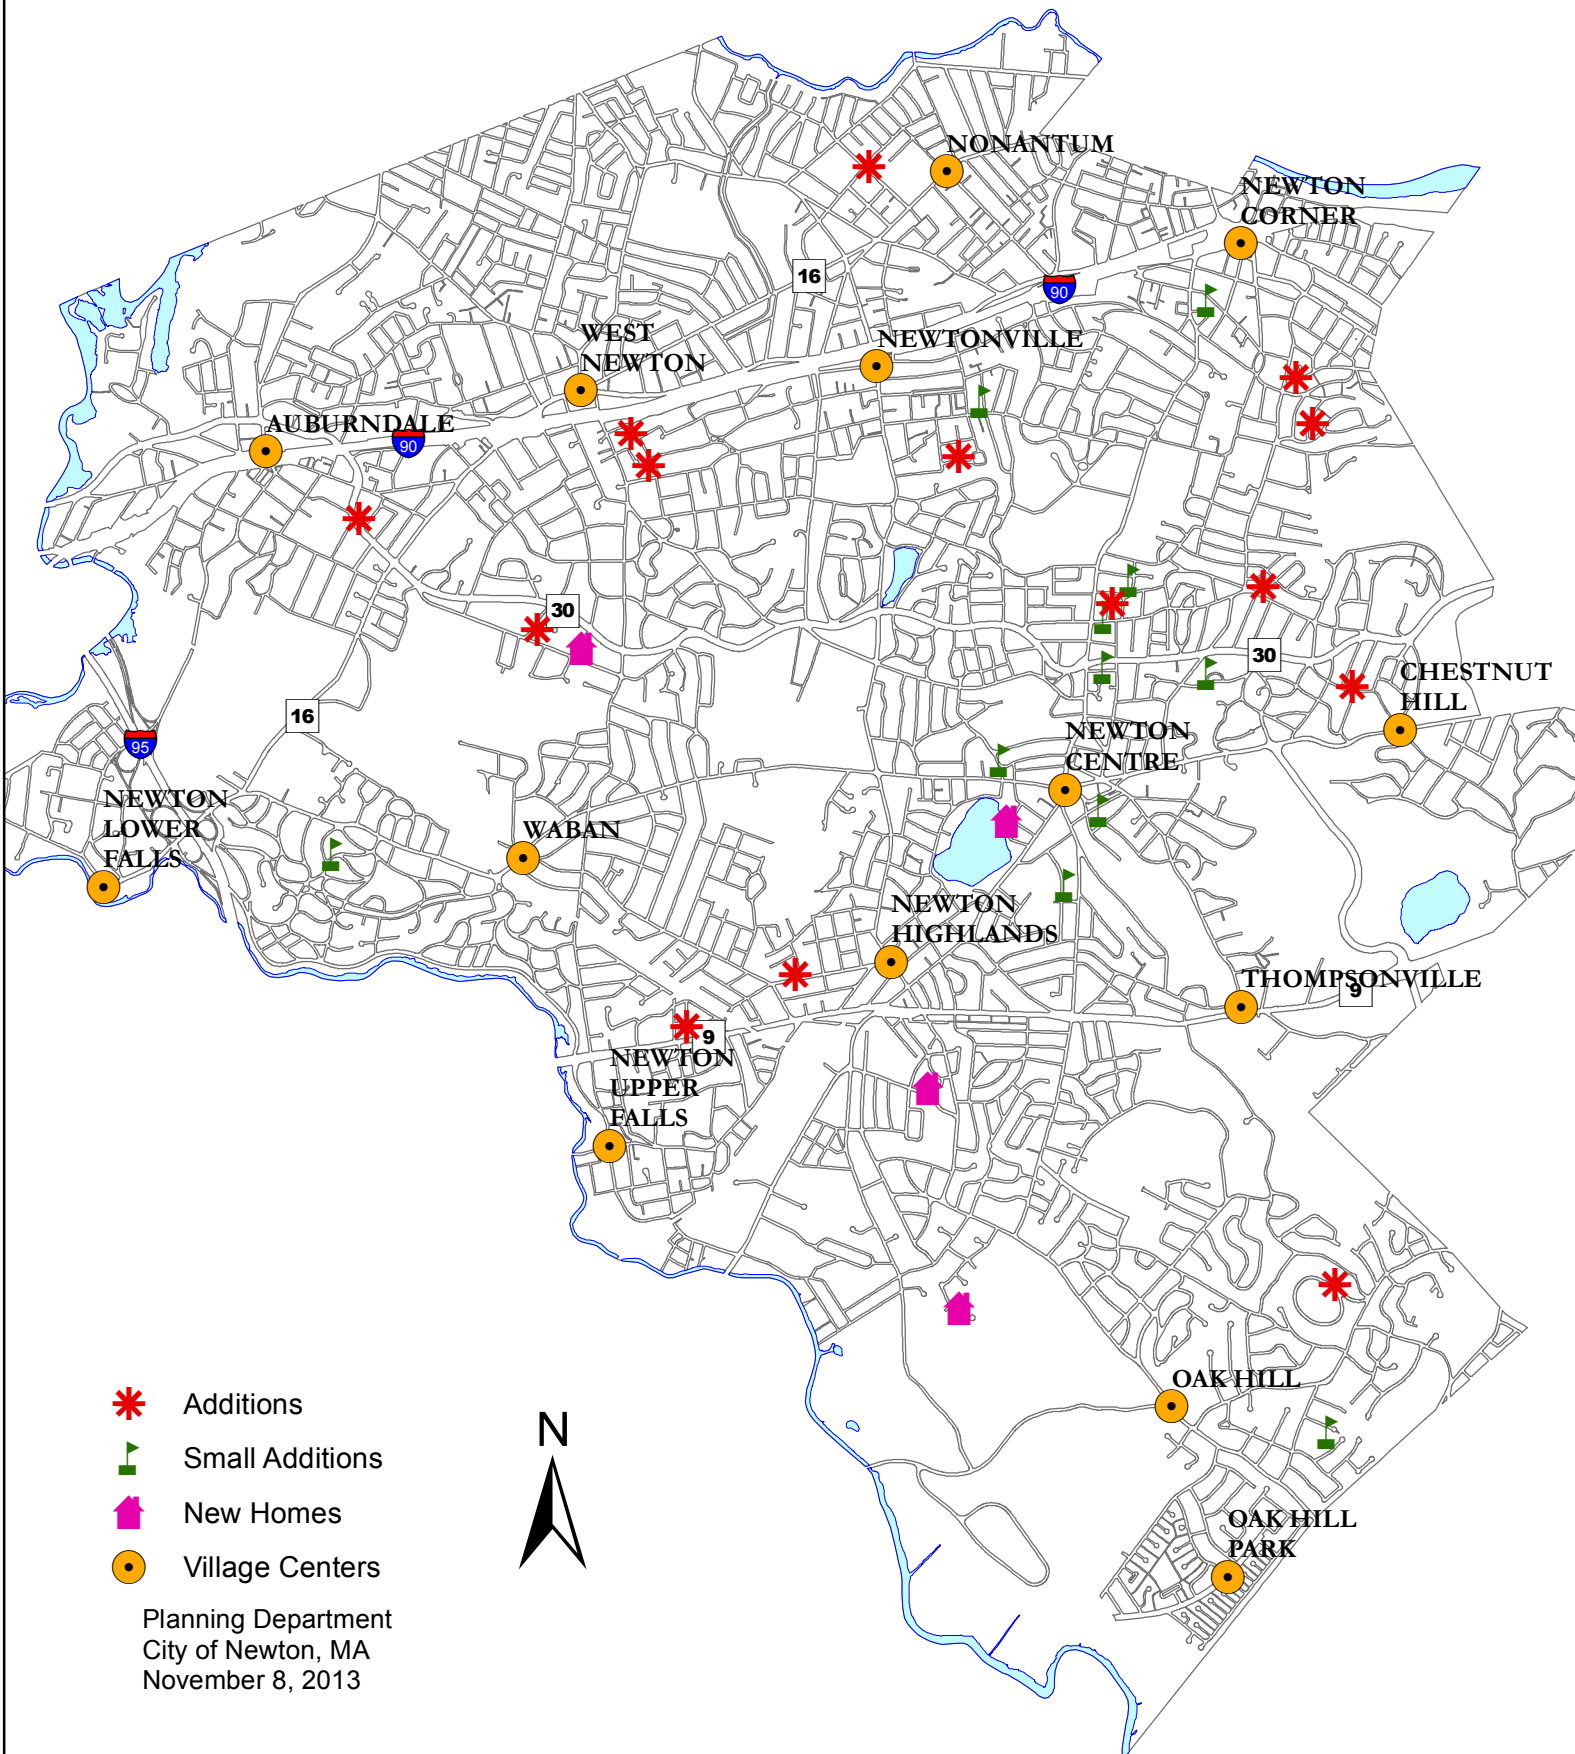 NONANTUM
NEWTON
CORNER
16
90
WEST
NEWTON
NEWTONVILLE
AUBURNDALE
90
30
30
CHESTNUT
HILL
16
95
NEWTON
CENTRE
NEWTON
LOWER
FALLS
WABAN
NEWTON
HIGHLANDS
THOMPSONVILLE
9
9
NEWTON
UPPER
FALLS
OAK HILL
OAK HILL
PARK
Additions
Small Additions
New Homes
Village Centers
N
Planning Department
City of Newton, MA
November 8, 2013